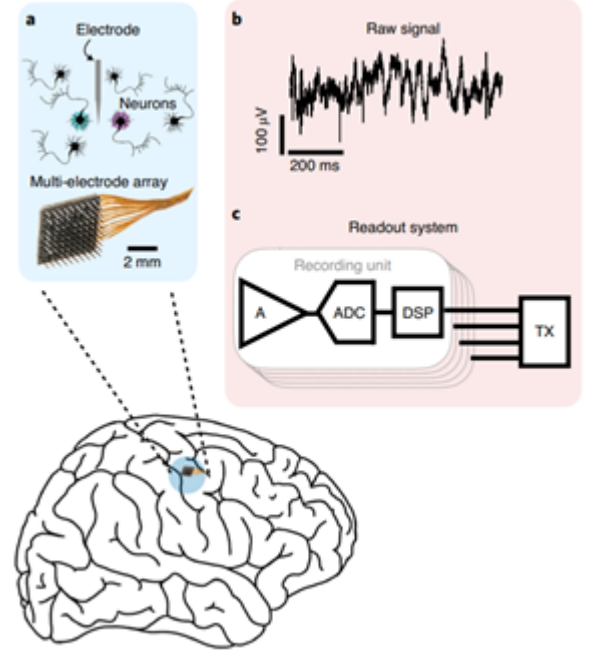 a
Electrode
Neurons
Multi-electrode array
2 mm
b
Raw signal
100 µV
200 ms
c
Readout system
Recording unit
A
ADC
DSP
TX